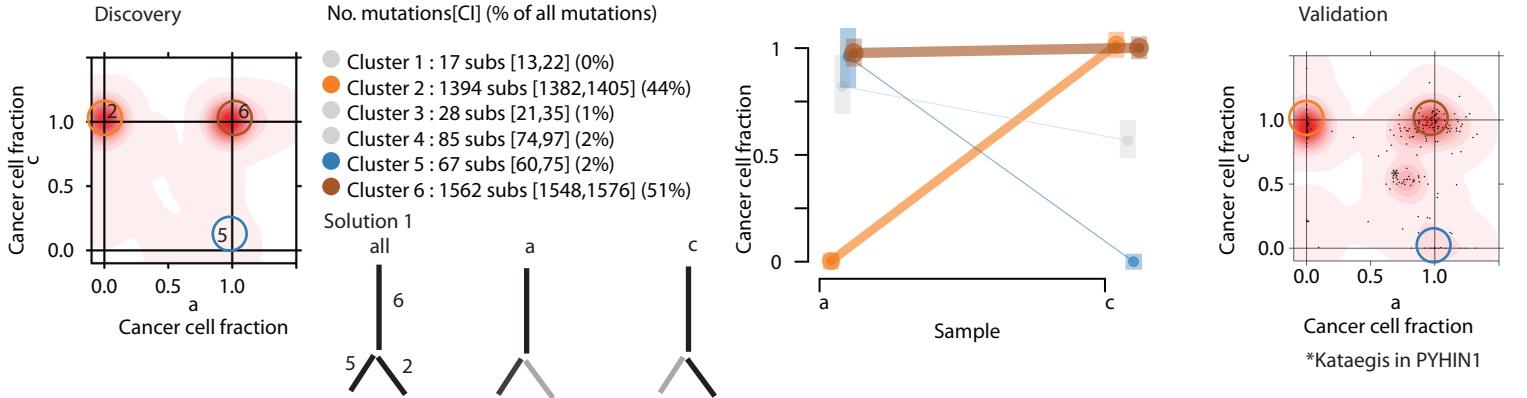 Discovery
No. mutations[CI] (% of all mutations)
Validation
Cluster 1 : 17 subs [13,22] (0%)
Cluster 2 : 1394 subs [1382,1405] (44%)
Cluster 3 : 28 subs [21,35] (1%)
Cluster 4 : 85 subs [74,97] (2%)
Cluster 5 : 67 subs [60,75] (2%)
Cluster 6 : 1562 subs [1548,1576] (51%)
Cancer cell fraction
c
1.0
0.5
0.0
2
6
5
0.0 0.5 1.0
a
Cancer cell fraction
Solution 1
all
a
c
6
5
2
Cancer cell fraction
1
0.5
0
a
c
Sample
Cancer cell fraction
c
1.0
0.5
0.0
*
0.0 0.5 1.0
a
Cancer cell fraction
*Kataegis in PYHIN1